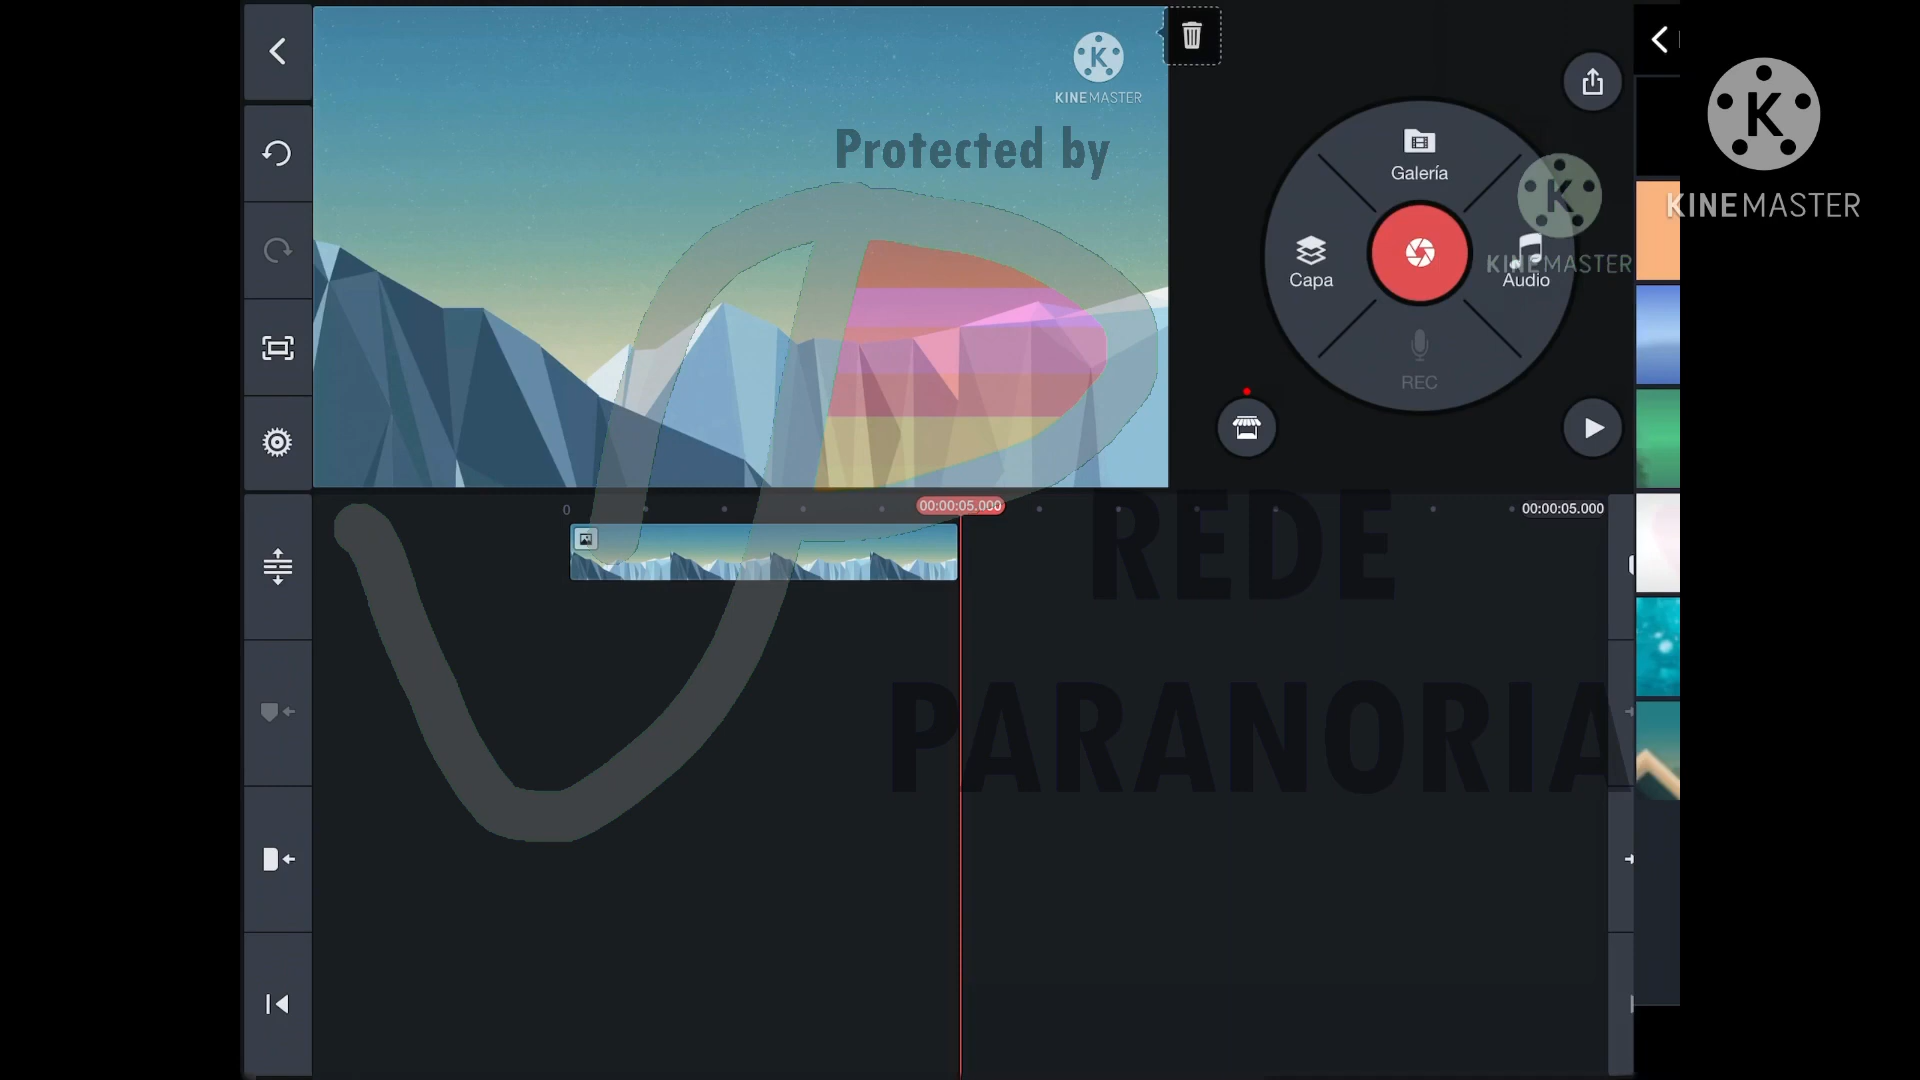 KINEMASTER
Protected by
Galería
KINEMASTER
Capa
KINEMASTER
Audio
REC
0
00:00:05.000
00:00:05.000
REDE
PARANORIA